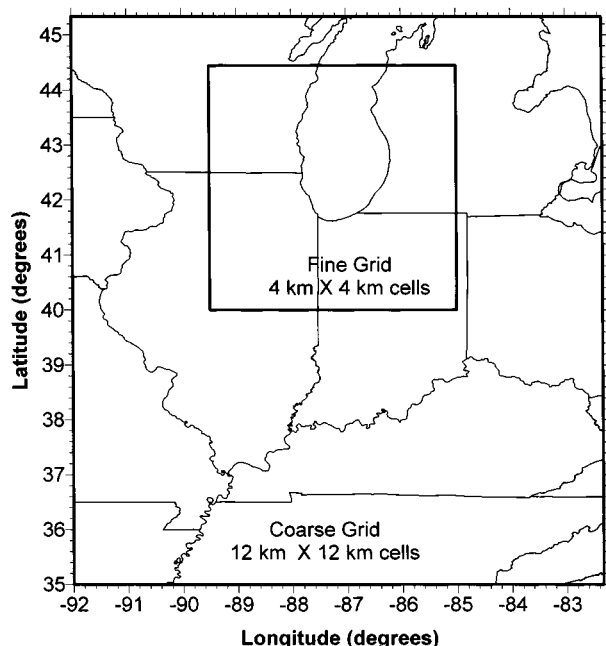 45
44
43
42
41
40
39
38
37
36
35
Latitude (degrees)
Fine Grid
4 km X 4 km cells
Coarse Grid
12 km X 12 km cells
-92 -91 -90 -89 -88 -87 -86 -85 -84 -83
Longitude (degrees)